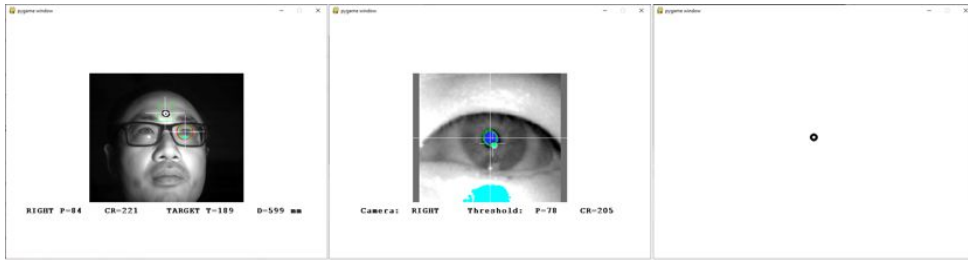 pygame window
pygame window
pygame window
RIGHT P=84 CR=221 TARGET T=189 D=599 mm
Camera: RIGHT Threshold: P=78 CR=205